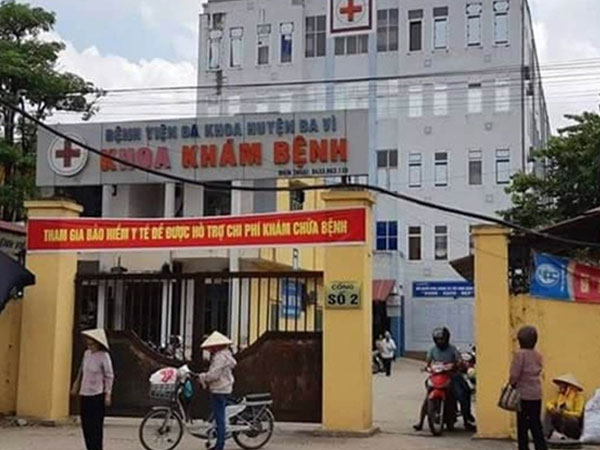 BỆNH VIỆN ĐA KHOA HUYỆN BA VÌ
KHOA KHÁM BỆNH
THAM GIA BẢO HIỂM Y TẾ ĐỂ ĐƯỢC HỖ TRỢ CHI PHÍ KHÁM CHỮA BỆNH
CỔNG
SỐ 2